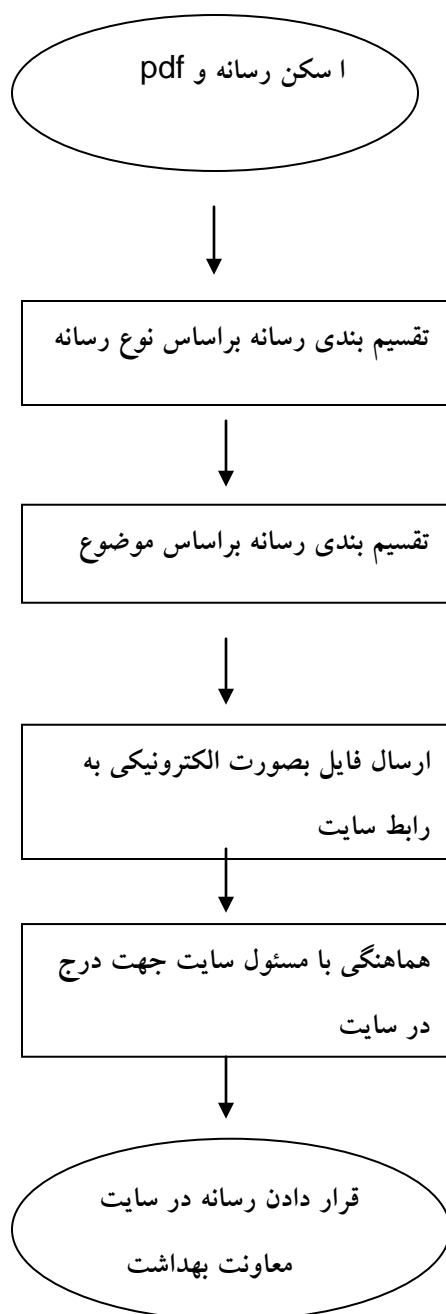 ا سکن رسانه و pdf
تقسیم بندی رسانه براساس نوع رسانه
تقسیم بندی رسانه براساس موضوع
ارسال فایل بصورت الکترونیکی به
رابط سایت
هماهنگی با مسئول سایت جهت درج
در سایت
قرار دادن رسانه در سایت
معاونت بهداشت